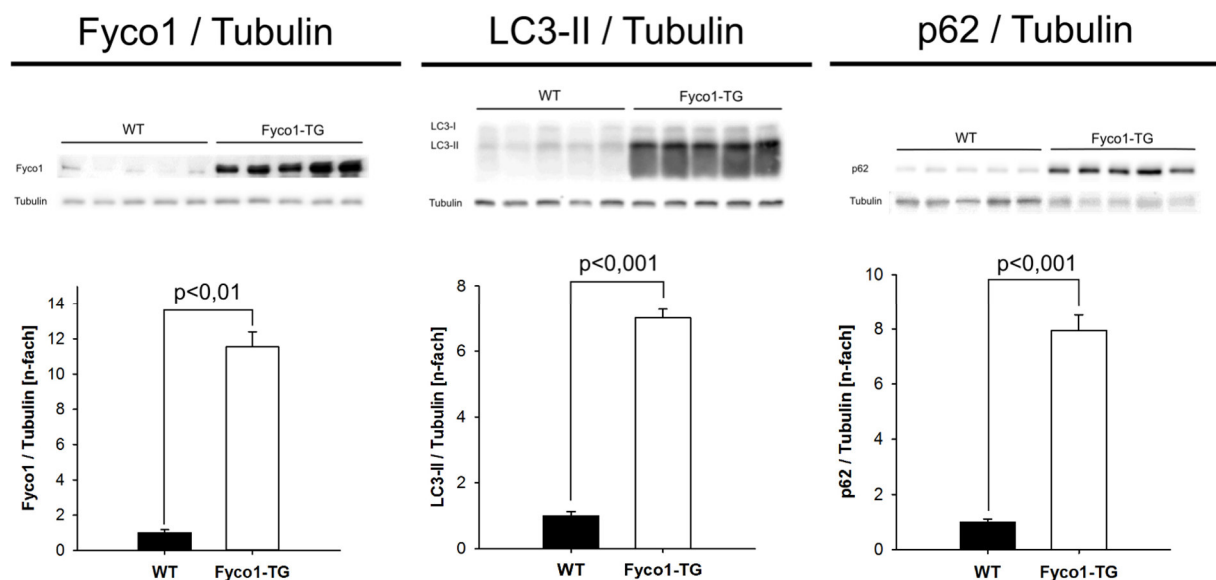 Fyco1 / Tubulin
WT
Fyco1-TG
Fyco1
Tubulin
Fyco1 / Tubulin [n-fach]
p<0,01
14
12
10
8
6
4
2
0
WT
Fyco1-TG
LC3-II / Tubulin
WT
Fyco1-TG
LC3-I
LC3-II
Tubulin
LC3-II / Tubulin [n-fach]
p<0,001
8
6
4
2
0
WT
Fyco1-TG
p62 / Tubulin
WT
Fyco1-TG
p62
Tubulin
p62 / Tubulin [n-fach]
p<0,001
10
8
6
4
2
0
WT
Fyco1-TG